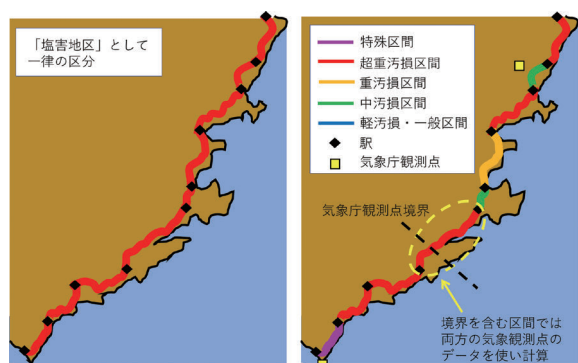 「塩害地区」として
一律の区分
特殊区間
超重汚損区間
重汚損区間
中汚損区間
軽汚損・一般区間
駅
気象庁観測点
気象庁観測点境界
境界を含む区間では
両方の気象観測点の
データを使い計算